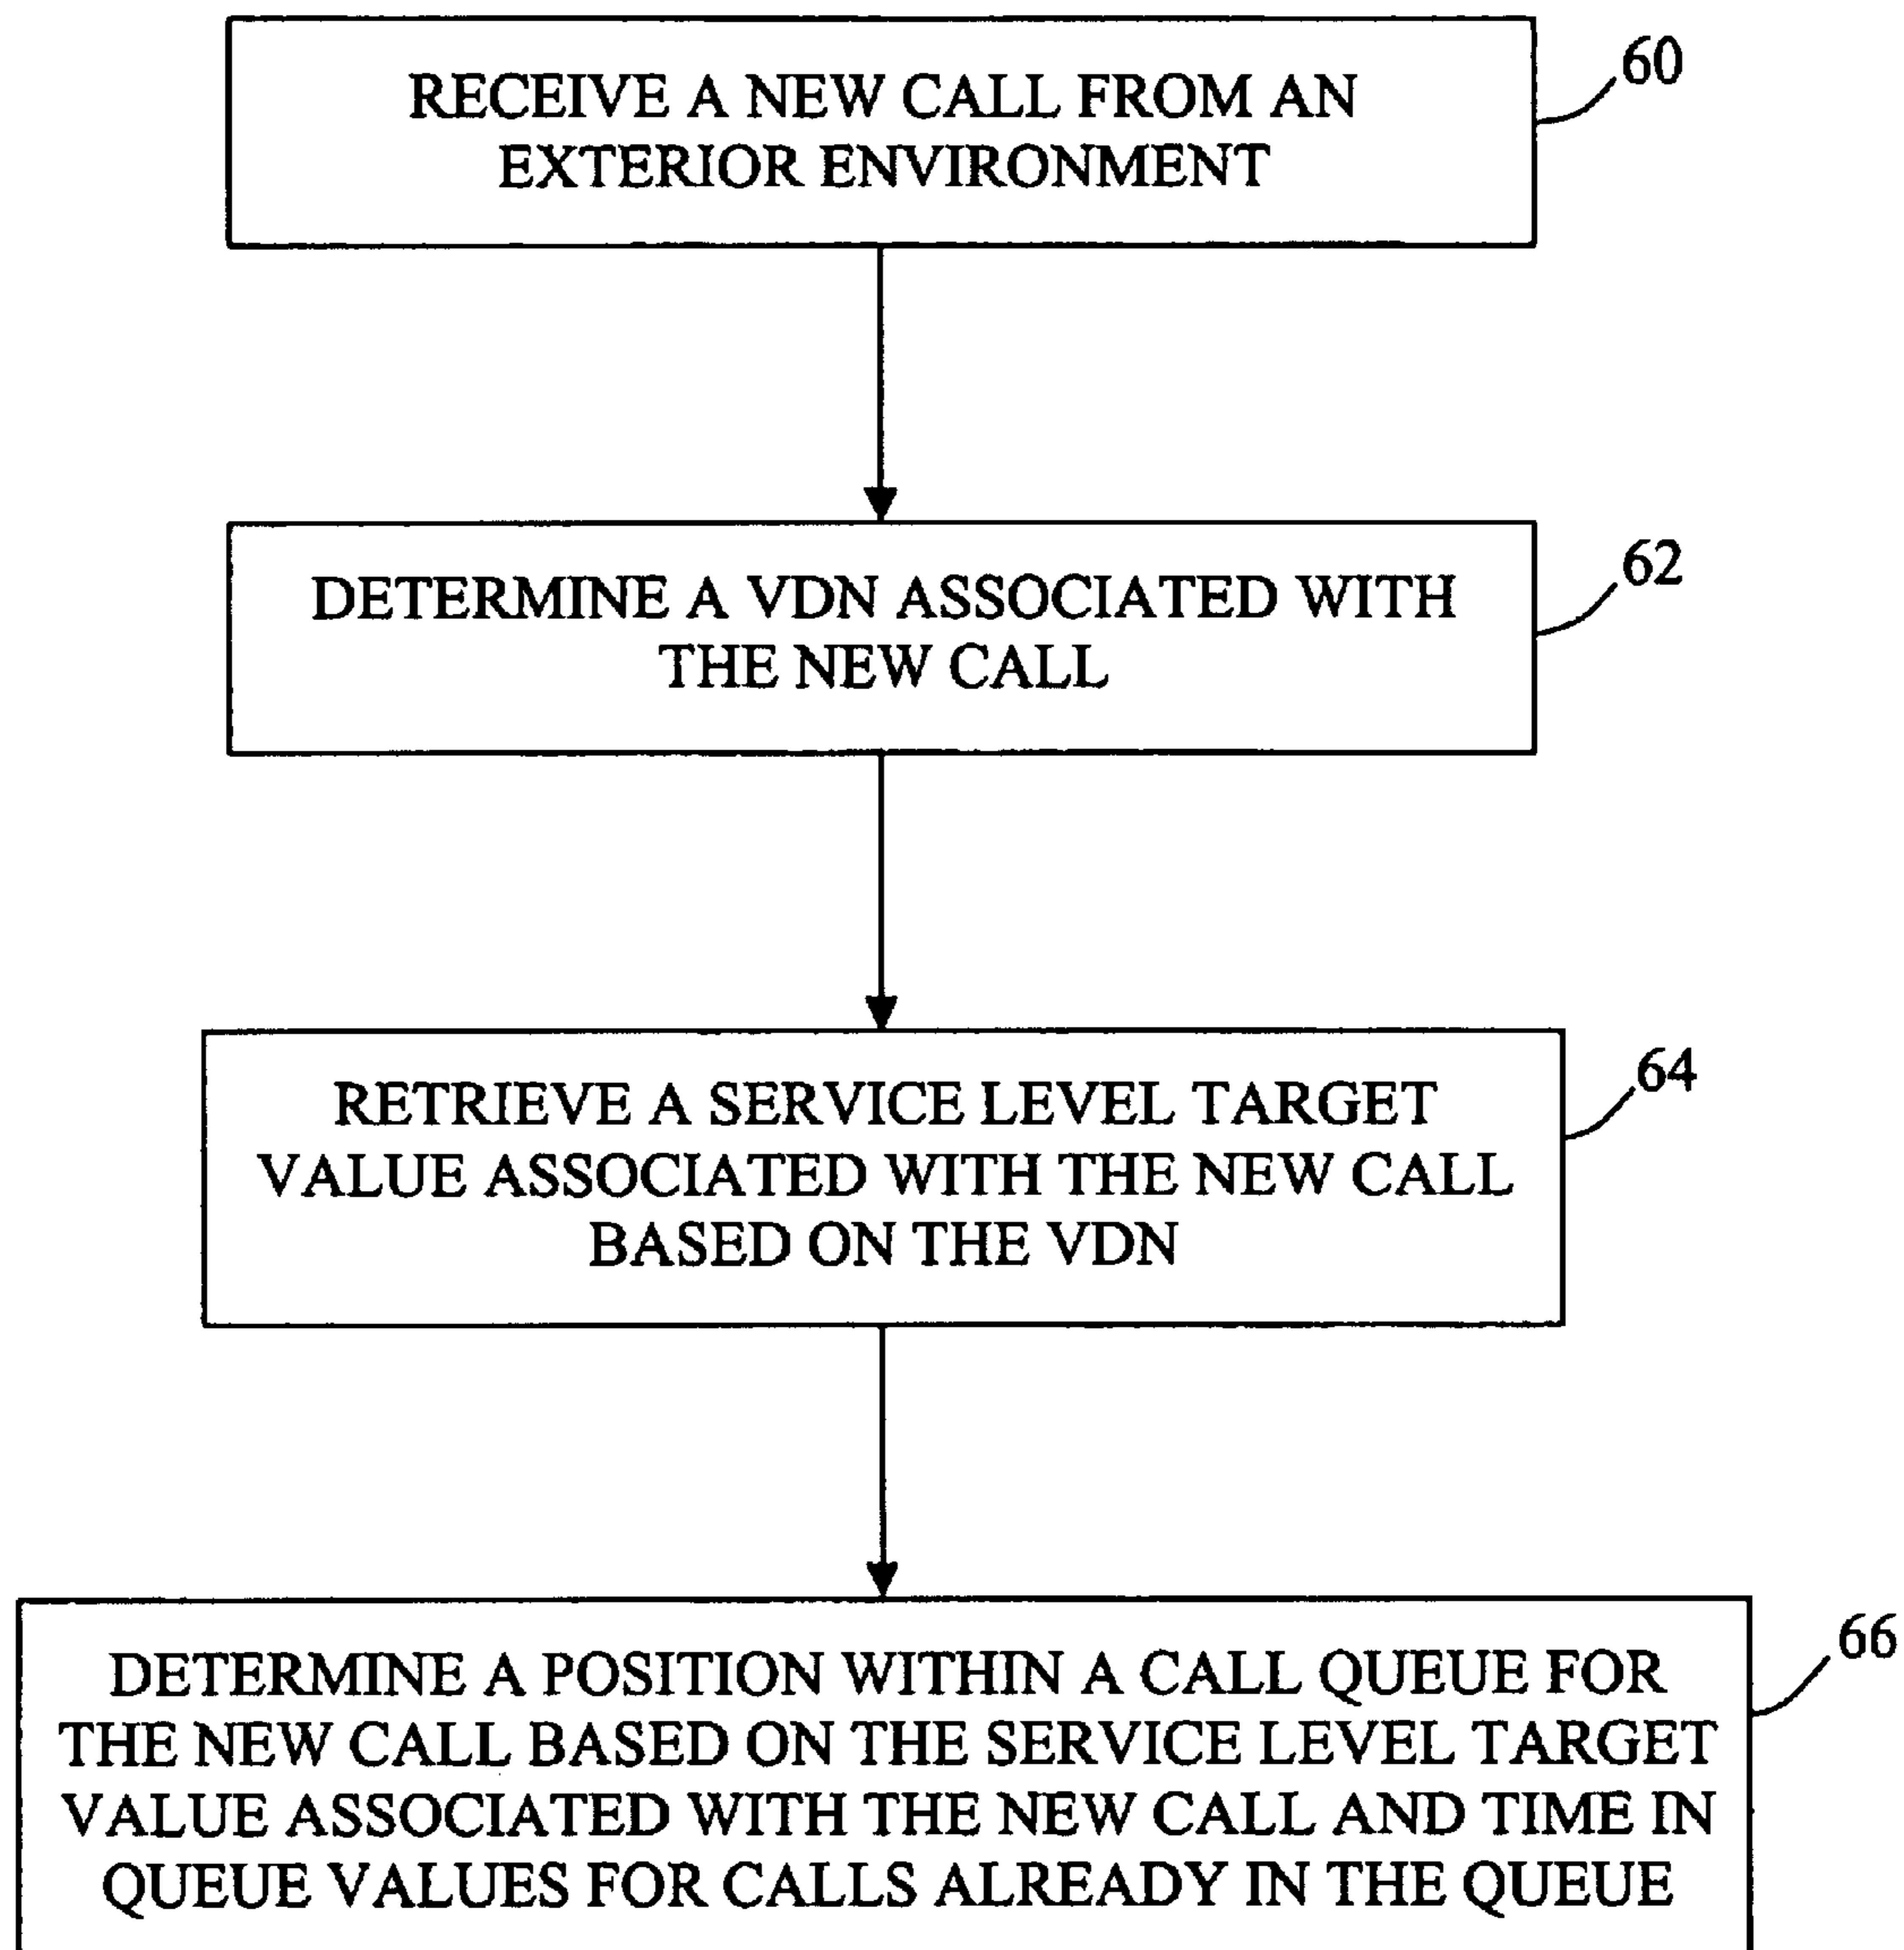 RECEIVE A NEW CALL FROM AN
EXTERIOR ENVIRONMENT
60
DETERMINE A VDN ASSOCIATED WITH
THE NEW CALL
62
RETRIEVE A SERVICE LEVEL TARGET
VALUE ASSOCIATED WITH THE NEW CALL
BASED ON THE VDN
64
DETERMINE A POSITION WITHIN A CALL QUEUE FOR
THE NEW CALL BASED ON THE SERVICE LEVEL TARGET
VALUE ASSOCIATED WITH THE NEW CALL AND TIME IN
QUEUE VALUES FOR CALLS ALREADY IN THE QUEUE
66